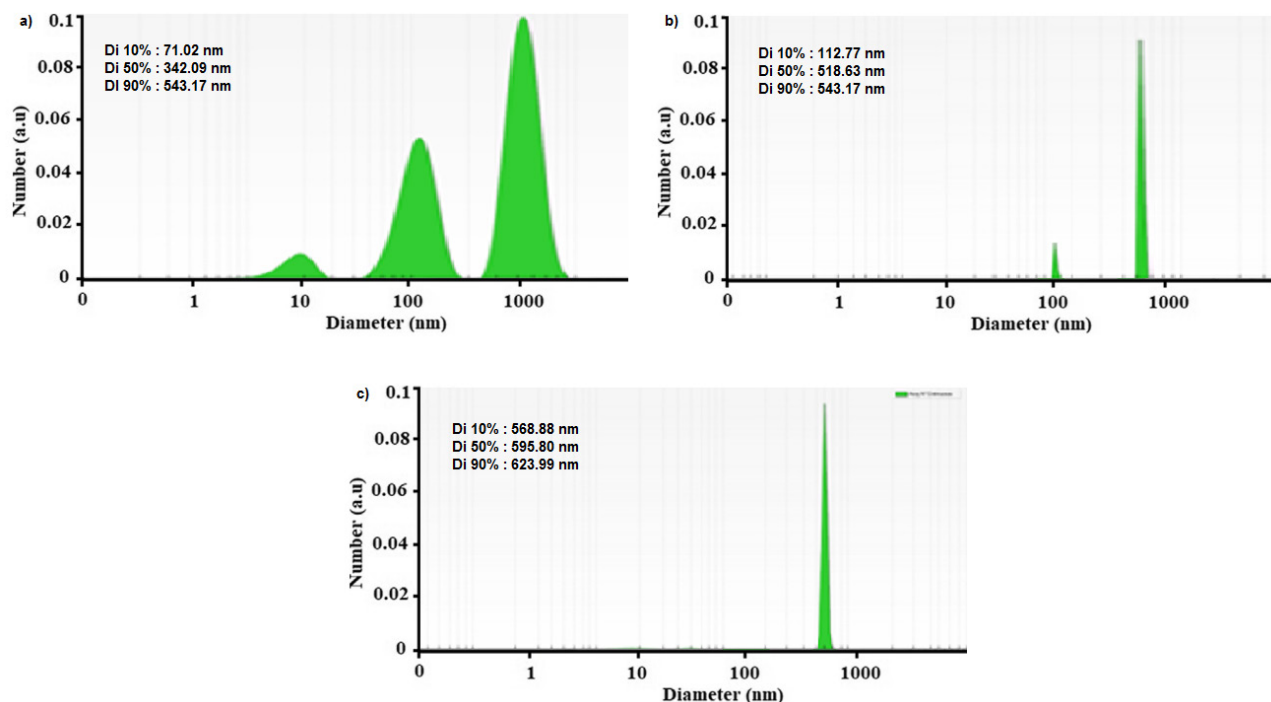 a)
Di 10% : 71.02 nm
Di 50% : 342.09 nm
DI 90% : 543.17 nm
Number (a.u)
0.1
0.08
0.06
0.04
0.02
0
0 1 10 100 1000
Diameter (nm)
b)
Di 10% : 112.77 nm
Di 50% : 518.63 nm
Di 90% : 543.17 nm
Number (a.u)
0.1
0.08
0.06
0.04
0.02
0
0 1 10 100 1000
Diameter (nm)
c)
Di 10% : 568.88 nm
Di 50% : 595.80 nm
Di 90% : 623.99 nm
Number (a.u)
0.1
0.08
0.06
0.04
0.02
0
0 1 10 100 1000
Diameter (nm)